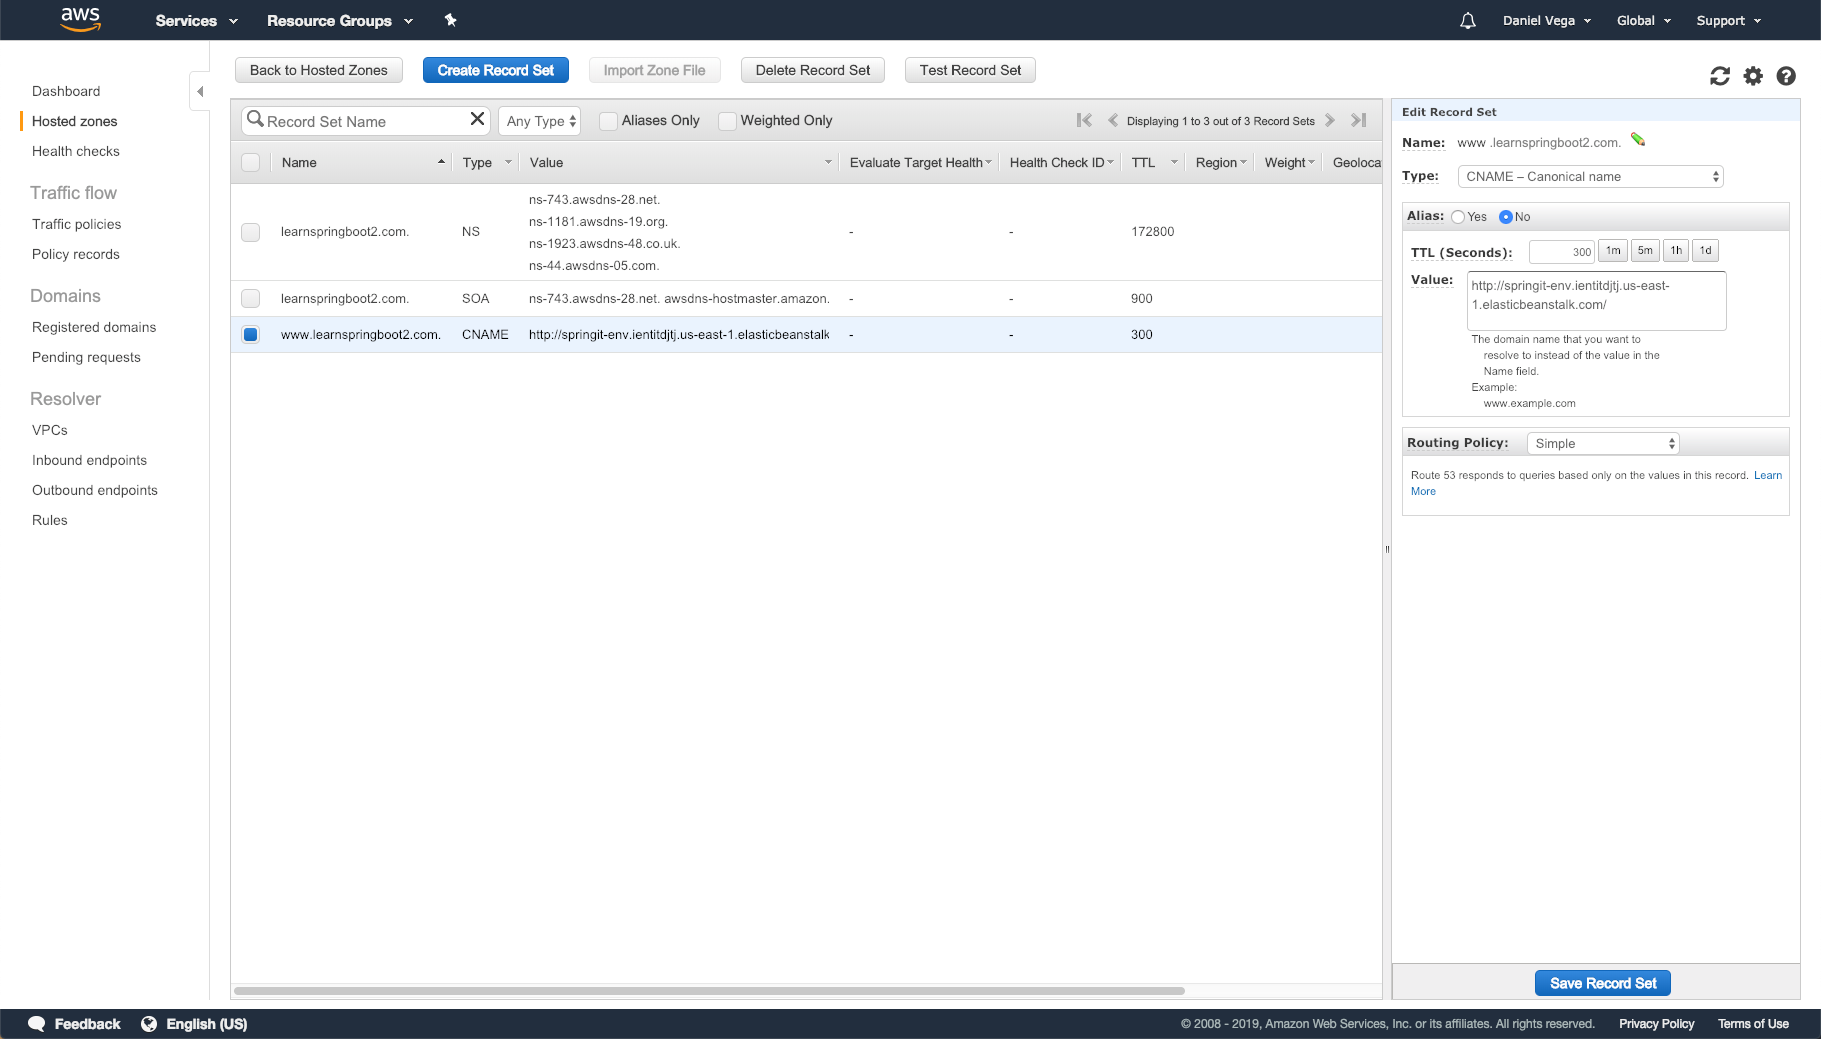 aws Services Resource Groups Daniel Vega Global Support
Dashboard
Hosted zones
Health checks
Traffic flow
Traffic policies
Policy records
Domains
Registered domains
Pending requests
Resolver
VPCs
Inbound endpoints
Outbound endpoints
Rules
Back to Hosted Zones Create Record Set Import Zone File Delete Record Set Test Record Set
Record Set Name Any Type Aliases Only Weighted Only Displaying 1 to 3 out of 3 Record Sets
Name Type Value Evaluate Target Health Health Check ID TTL Region Weight Geoloca
ns-743.awsdns-28.net.
ns-1181.awsdns-19.org.
learnspringboot2.com. NS - - 172800
ns-1923.awsdns-48.co.uk.
ns-44.awsdns-05.com.
learnspringboot2.com. SOA ns-743.awsdns-28.net. awsdns-hostmaster.amazon. - - 900
www.learnspringboot2.com. CNAME http://springit-env.ientitdjtj.us-east-1.elasticbeanstalk - - 300
Edit Record Set
Name: www .learnspringboot2.com.
Type: CNAME – Canonical name
Alias: Yes No
TTL (Seconds): 300 1m 5m 1h 1d
Value: http://springit-env.ientitdjtj.us-east-
1.elasticbeanstalk.com/
The domain name that you want to
resolve to instead of the value in the
Name field.
Example:
www.example.com
Routing Policy: Simple
Route 53 responds to queries based only on the values in this record. Learn
More
Save Record Set
Feedback English (US) © 2008 - 2019, Amazon Web Services, Inc. or its affiliates. All rights reserved. Privacy Policy Terms of Use